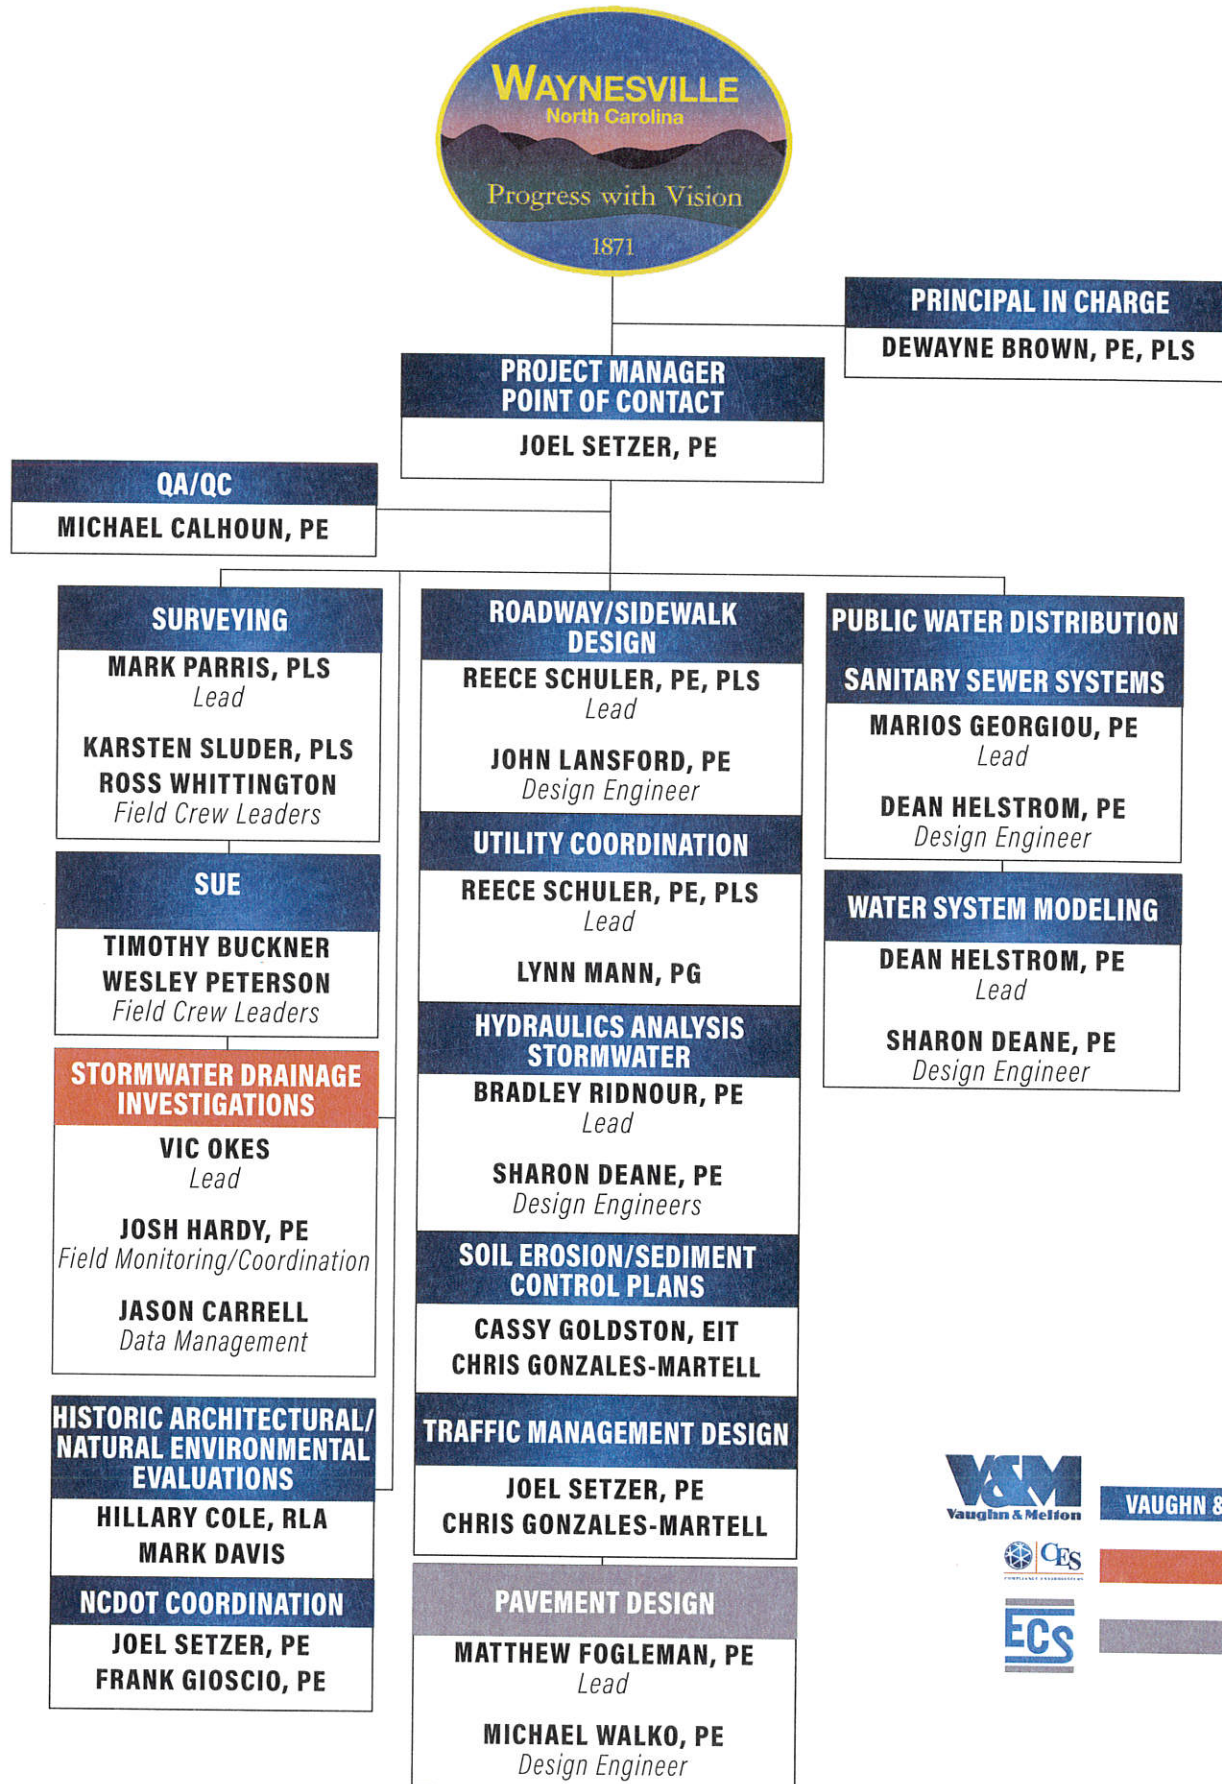 WAYNESVILLE
North Carolina
Progress with Vision
1871
PRINCIPAL IN CHARGE
DEWAYNE BROWN, PE, PLS
PROJECT MANAGER
POINT OF CONTACT
JOEL SETZER, PE
QA/QC
MICHAEL CALHOUN, PE
SURVEYING
MARK PARRIS, PLS
Lead
KARSTEN SLUDER, PLS
ROSS WHITTINGTON
Field Crew Leaders
SUE
TIMOTHY BUCKNER
WESLEY PETERSON
Field Crew Leaders
STORMWATER DRAINAGE
INVESTIGATIONS
VIC OKES
Lead
JOSH HARDY, PE
Field Monitoring/Coordination
JASON CARRELL
Data Management
HISTORIC ARCHITECTURAL/
NATURAL ENVIRONMENTAL
EVALUATIONS
HILLARY COLE, RLA
MARK DAVIS
NCDOT COORDINATION
JOEL SETZER, PE
FRANK GIOSCIO, PE
ROADWAY/SIDEWALK
DESIGN
REECE SCHULER, PE, PLS
Lead
JOHN LANSFORD, PE
Design Engineer
UTILITY COORDINATION
REECE SCHULER, PE, PLS
Lead
LYNN MANN, PG
HYDRAULICS ANALYSIS
STORMWATER
BRADLEY RIDNOUR, PE
Lead
SHARON DEANE, PE
Design Engineers
SOIL EROSION/SEDIMENT
CONTROL PLANS
CASSY GOLDSTON, EIT
CHRIS GONZALES-MARTELL
TRAFFIC MANAGEMENT DESIGN
JOEL SETZER, PE
CHRIS GONZALES-MARTELL
PAVEMENT DESIGN
MATTHEW FOGLEMAN, PE
Lead
MICHAEL WALKO, PE
Design Engineer
PUBLIC WATER DISTRIBUTION
SANITARY SEWER SYSTEMS
MARIOS GEORGIOU, PE
Lead
DEAN HELSTROM, PE
Design Engineer
WATER SYSTEM MODELING
DEAN HELSTROM, PE
Lead
SHARON DEANE, PE
Design Engineer
V&M
Vaughn & Melton
VAUGHN &
CES
ECS